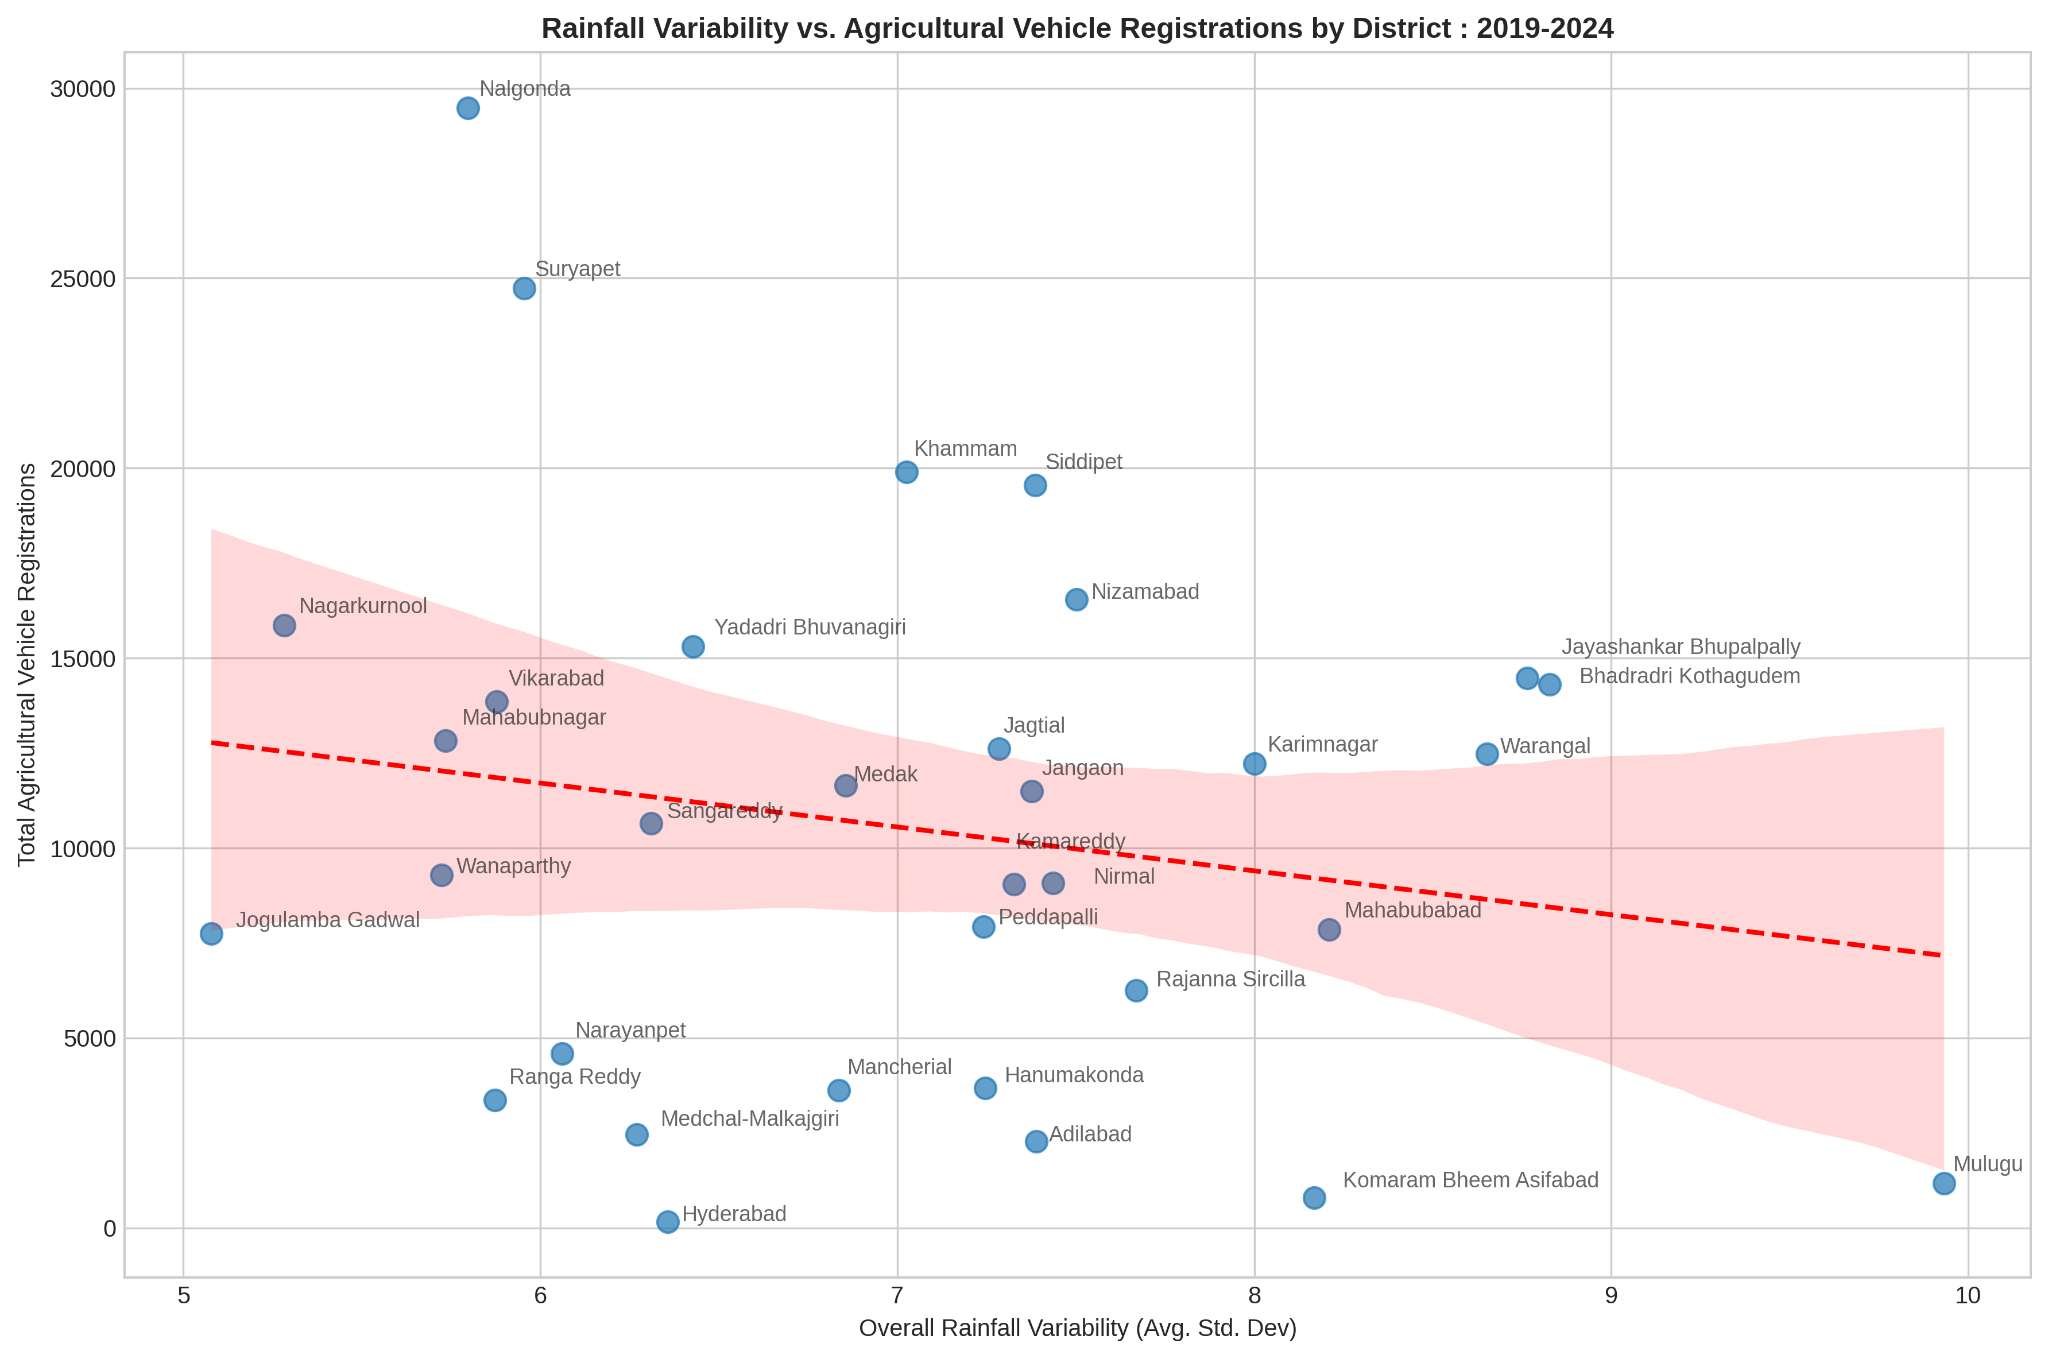 Rainfall Variability vs. Agricultural Vehicle Registrations by District : 2019-2024
30000
Nalgonda
25000
Suryapet
20000
Khammam
Siddipet
Total Agricultural Vehicle Registrations
Nagarkurnool
Nizamabad
Yadadri Bhuvanagiri
15000
Jayashankar Bhupalpally
Bhadradri Kothagudem
Vikarabad
Mahabubnagar
Jagtial
Karimnagar
Warangal
Medak
Jangaon
Sangareddy
10000
Kamareddy
Wanaparthy
Nirmal
Jogulamba Gadwal
Peddapalli
Mahabubabad
Rajanna Sircilla
5000
Narayanpet
Ranga Reddy
Mancherial
Hanumakonda
Medchal-Malkajgiri
Adilabad
Komaram Bheem Asifabad
Mulugu
0
Hyderabad
5 6 7 8 9 10
Overall Rainfall Variability (Avg. Std. Dev)